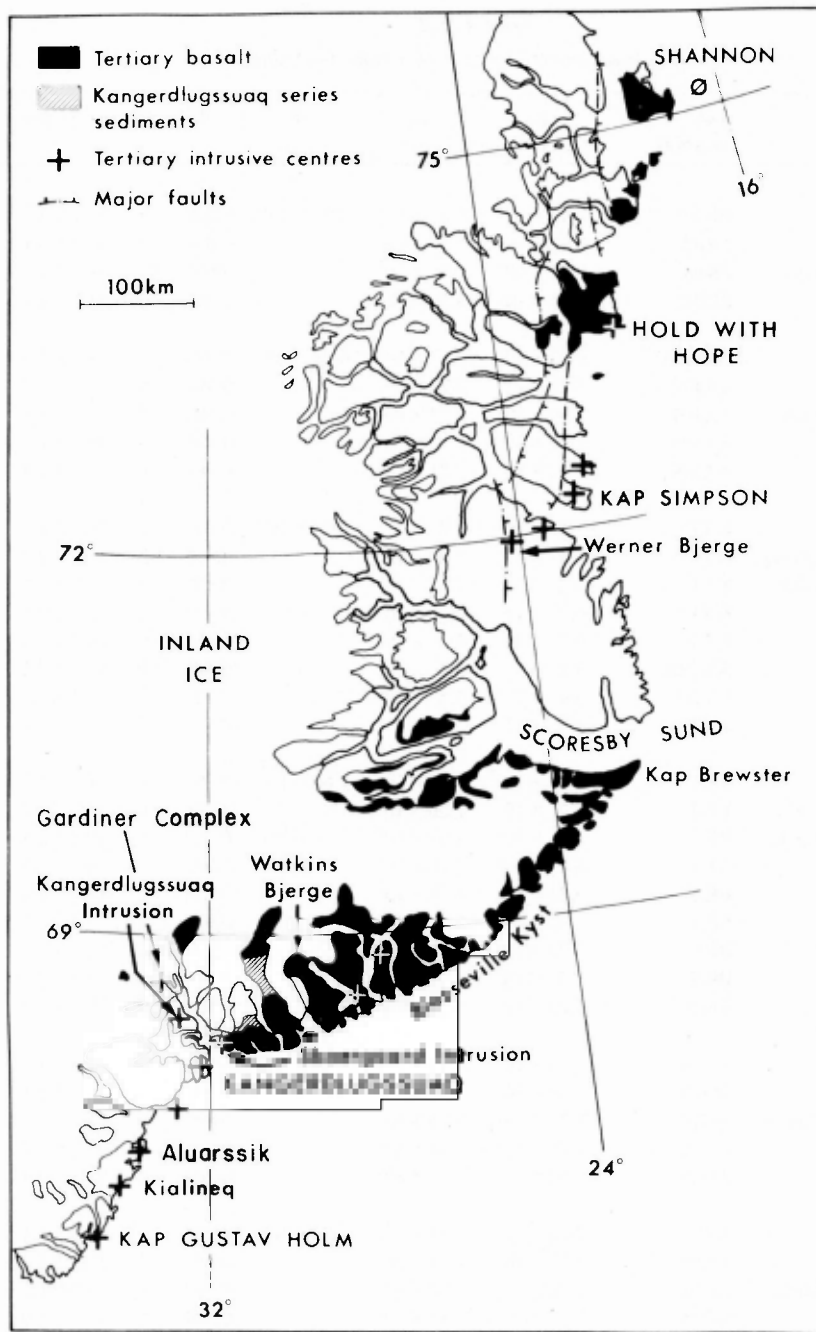 Tertiary basalt
Kangerdlugssuaq series
sediments
Tertiary intrusive centres
Major faults
100km
SHANNON
Ø
75°
16°
HOLD WITH
HOPE
KAP SIMPSON
72°
Werner Bjerge
INLAND
ICE
SCORESBY SUND
Kap Brewster
Gardiner Complex
Watkins
Bjerge
Kangerdlugssuaq
Intrusion
69°
Kyst
Intrusion
KANGERDLUGSSUAQ
Aluarssik
24°
Kialineq
KAP GUSTAV HOLM
32°